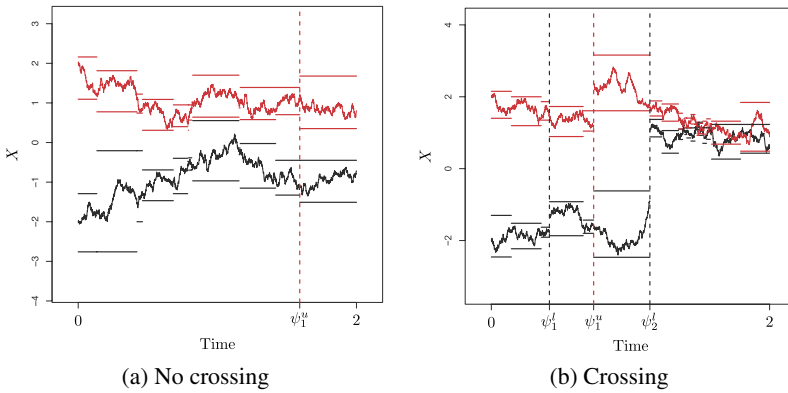 X
3
2
1
0
−1
−2
−3
−4
0
ψ₁ᵘ
2
Time
(a) No crossing
X
4
2
0
−2
0
ψ₁ˡ
ψ₁ᵘ
ψ₂ˡ
2
Time
(b) Crossing